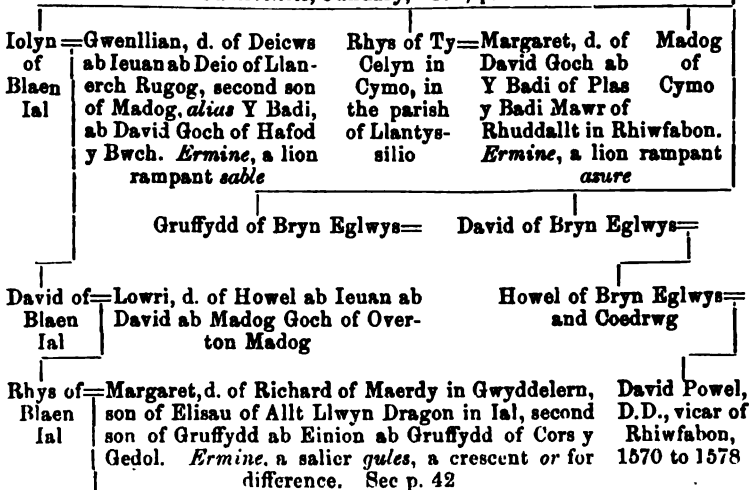 Iolyn = Gwenllian, d. of Deicws Rhys of Ty = Margaret, d. of Madog
of ab Ieuan ab Deio of Llan- Celyn in David Goch ab of
Blaen erch Rugog, second son Cymo, in Y Badi of Plas Cymo
Ial of Madog, alias Y Badi, the parish y Badi Mawr of
ab David Goch of Hafod of Llantys- Rhuddallt in Rhiwfabon.
y Bwch. Ermine, a lion silio Ermine, a lion rampant
rampant sable asure
Gruffydd of Bryn Eglwys = David of Bryn Eglwys =
David of = Lowri, d. of Howel ab Ieuan ab Howel of Bryn Eglwys =
Blaen David ab Madog Goch of Over- and Coedrwg
Ial ton Madog
Rhys of = Margaret, d. of Richard of Maerdy in Gwyddelern, David Powel,
Blaen son of Elisau of Allt Llwyn Dragon in Ial, second D.D., vicar of
Ial son of Gruffydd ab Einion ab Gruffydd of Cors y Rhiwfabon,
Gedol. Ermine. a salier gules, a crescent or for 1570 to 1578
difference. See p. 42